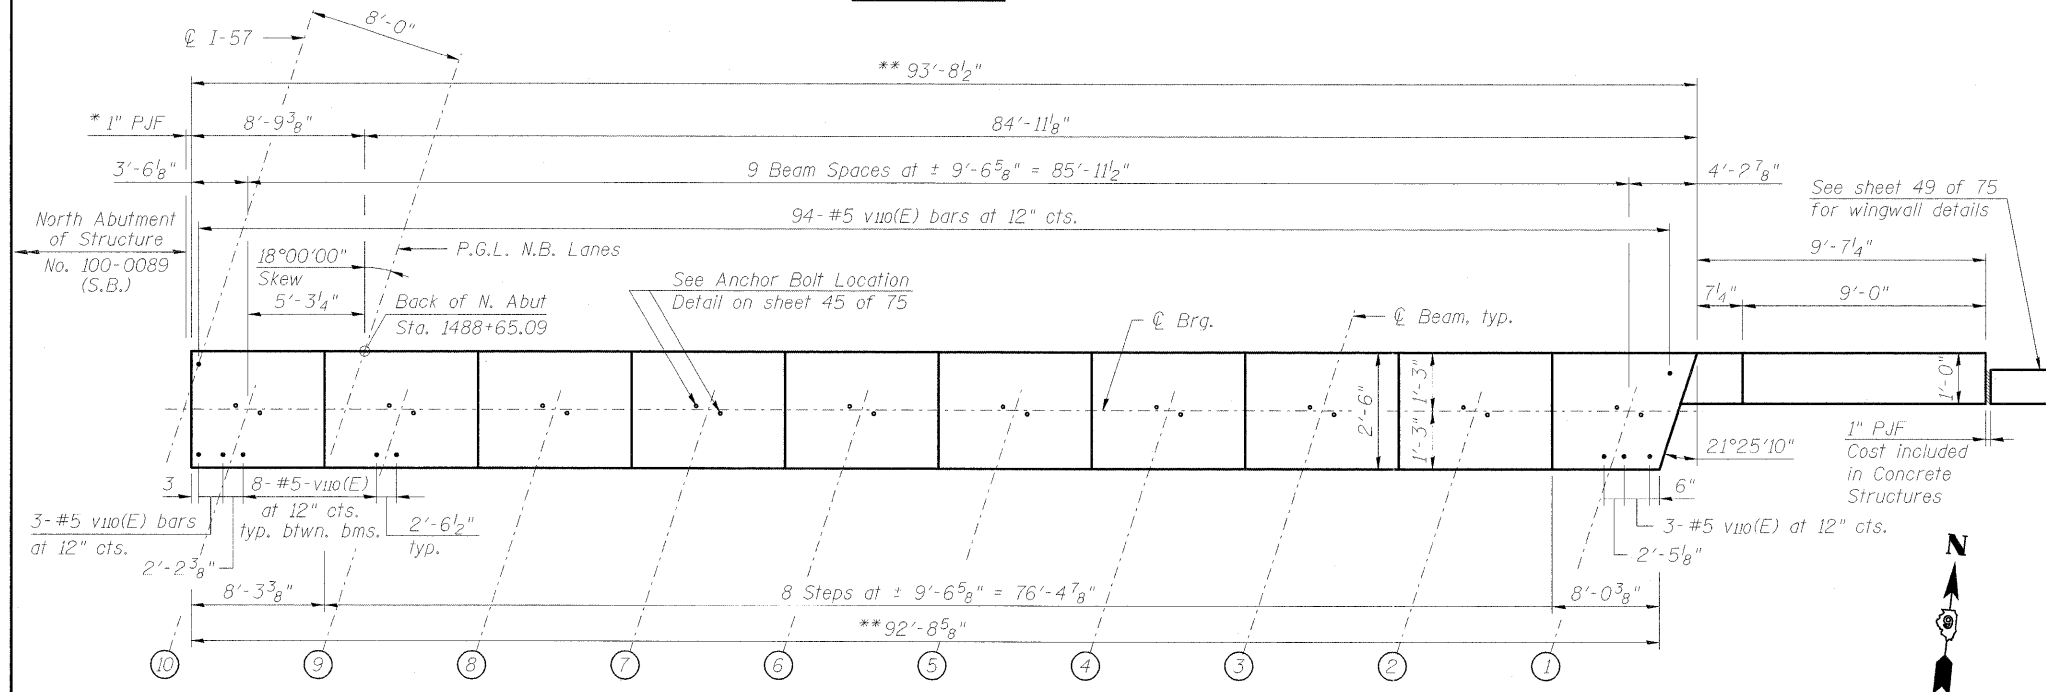 8'-0"
℄ I-57
** 93'-8½"
* 1" PJF
8'-9⅜"
84'-11⅛"
3'-6⅛"
9 Beam Spaces at ± 9'-6⅝" = 85'-11½"
4'-2⅞"
See sheet 49 of 75
for wingwall details
North Abutment
of Structure
No. 100-0089
(S.B.)
94-#5 v110(E) bars at 12" cts.
P.G.L. N.B. Lanes
18°00'00"
Skew
5'-3¼"
Back of N. Abut
Sta. 1488+65.09
See Anchor Bolt Location
Detail on sheet 45 of 75
℄ Brg.
℄ Beam, typ.
9'-7¼"
7¼"
9'-0"
2'-6"
1'-3"
1'-3"
1'-0"
21°25'10"
1" PJF
Cost included
in Concrete
Structures
3
8-#5-v110(E)
at 12" cts.
typ. btwn. bms.
3-#5 v110(E) bars
at 12" cts.
2'-6½"
typ.
2'-2⅜"
6"
3-#5 v110(E) at 12" cts.
2'-5⅛"
8'-3⅜"
8 Steps at ± 9'-6⅝" = 76'-4⅞"
8'-0⅜"
** 92'-8⅝"
10
9
8
7
6
5
4
3
2
1
N